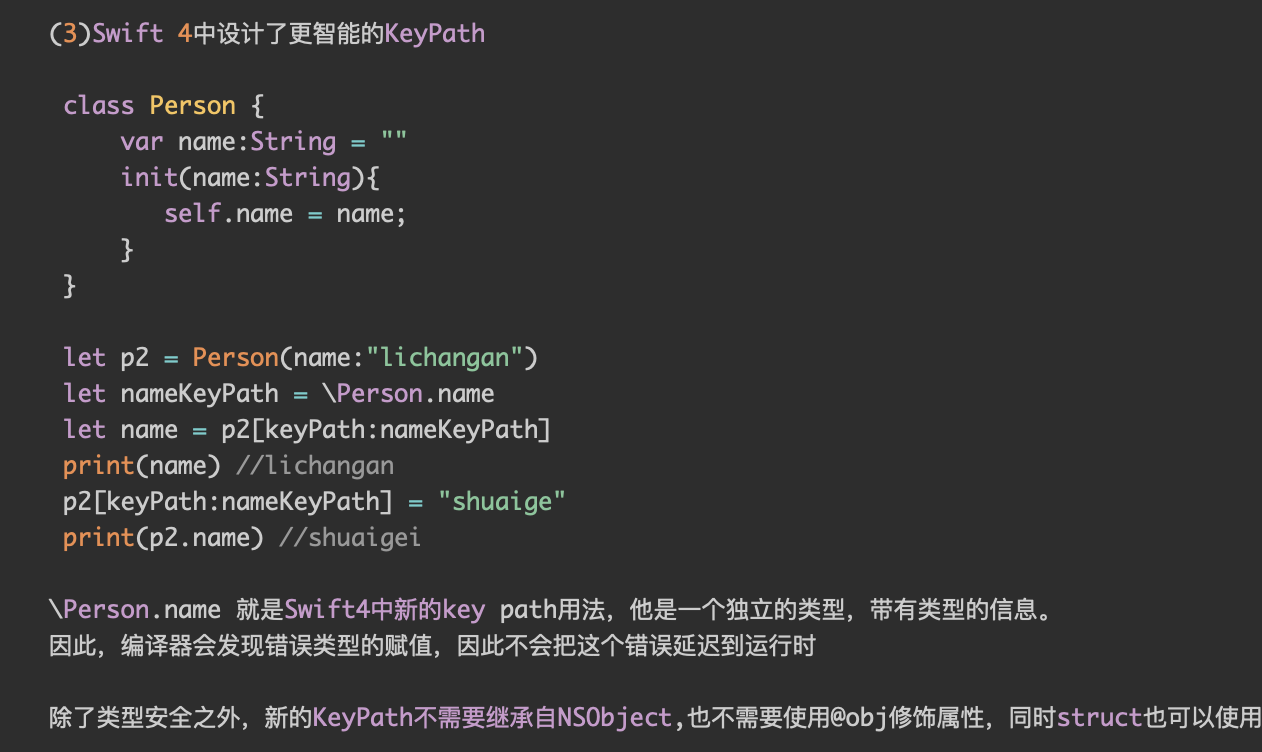 (3)Swift 4中设计了更智能的KeyPath
class Person {
var name:String = ""
init(name:String){
self.name = name;
}
}
let p2 = Person(name:"lichangan")
let nameKeyPath = \Person.name
let name = p2[keyPath:nameKeyPath]
print(name) //lichangan
p2[keyPath:nameKeyPath] = "shuaige"
print(p2.name) //shuaigei
\Person.name 就是Swift4中新的key path用法，他是一个独立的类型，带有类型的信息。
因此，编译器会发现错误类型的赋值，因此不会把这个错误延迟到运行时
除了类型安全之外，新的KeyPath不需要继承自NSObject,也不需要使用@obj修饰属性，同时struct也可以使用